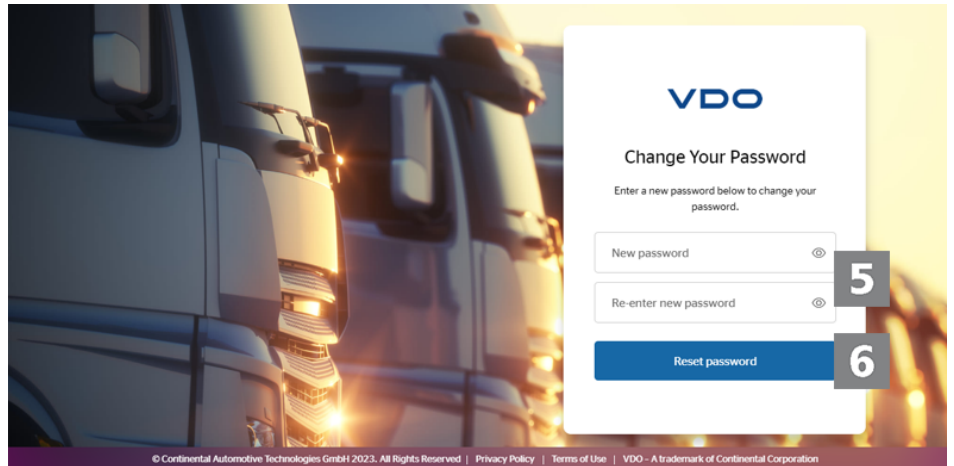 VDO
Change Your Password
Enter a new password below to change your
password.
New password
5
Re-enter new password
Reset password
6
© Continental Automotive Technologies GmbH 2023. All Rights Reserved | Privacy Policy | Terms of Use | VDO - A trademark of Continental Corporation